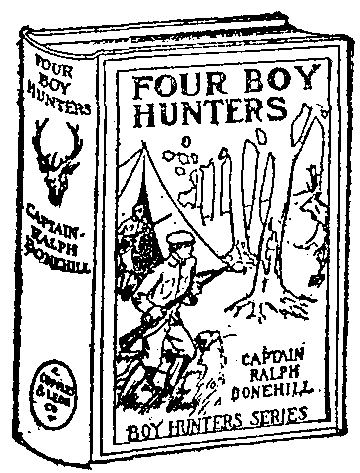 FOUR
BOY
HUNTERS
CAPTAIN-
RALPH
BONEHILL
CUPPLES
& LEON
CO
FOUR BOY
HUNTERS
CAPTAIN
RALPH
BONEHILL
BOY HUNTERS SERIES